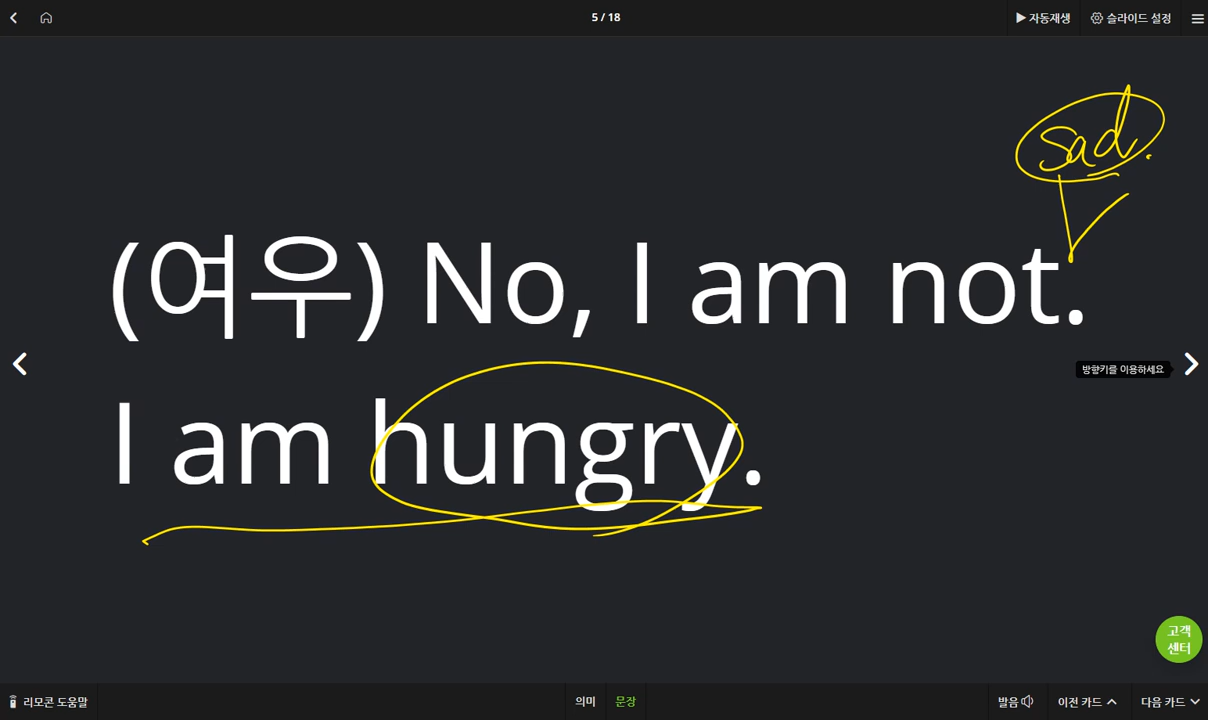 5 / 18
자동재생
슬라이드 설정
sad.
(여우) No, I am not.
방향키를 이용하세요
I am hungry.
고객
센터
리모콘 도움말
의미
문장
발음
이전 카드
다음 카드